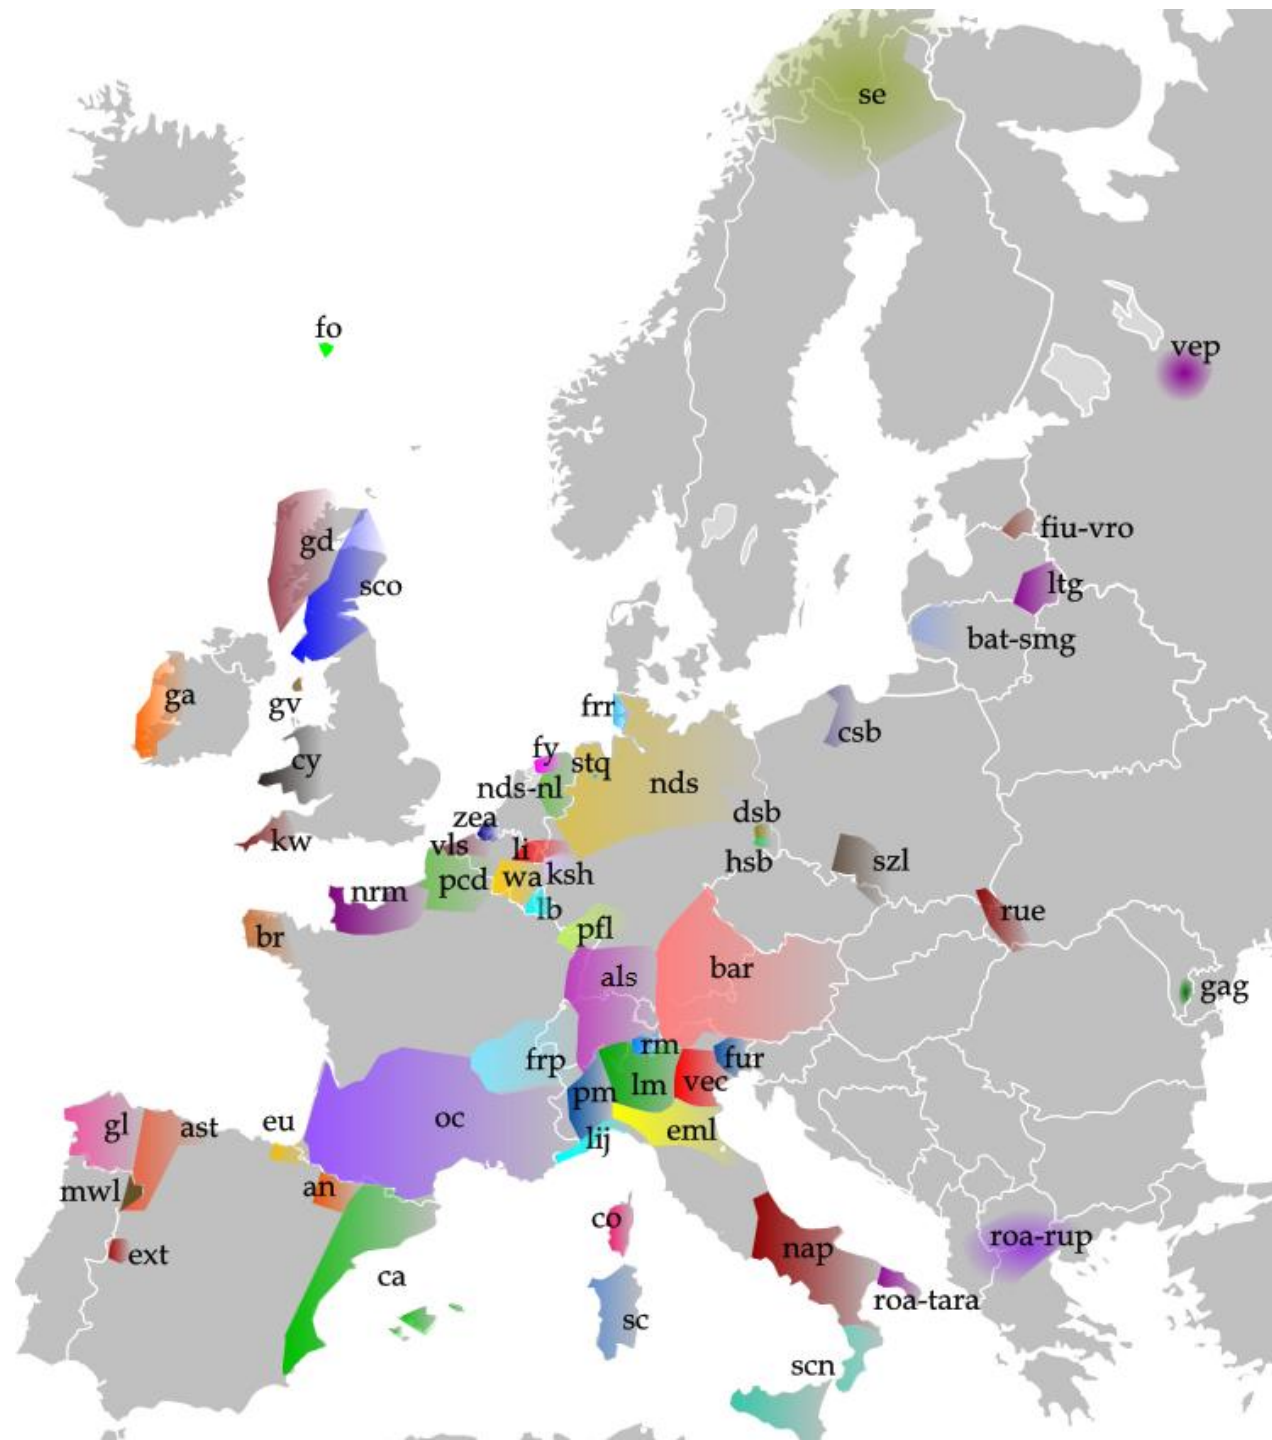 se
fo
vep
fiu-vro
gd
sco
ltg
bat-smg
ga
gv
frr
csb
fy
stq
cy
nds-nl
nds
zea
dsb
kw
vls
li
hsb
szl
nrm
pcd
wa
ksh
lb
rue
br
pfl
als
bar
gag
frp
rm
fur
pm
lm
vec
gl
ast
eu
oc
lij
eml
mwl
an
co
nap
roa-rup
ext
ca
roa-tara
sc
scn